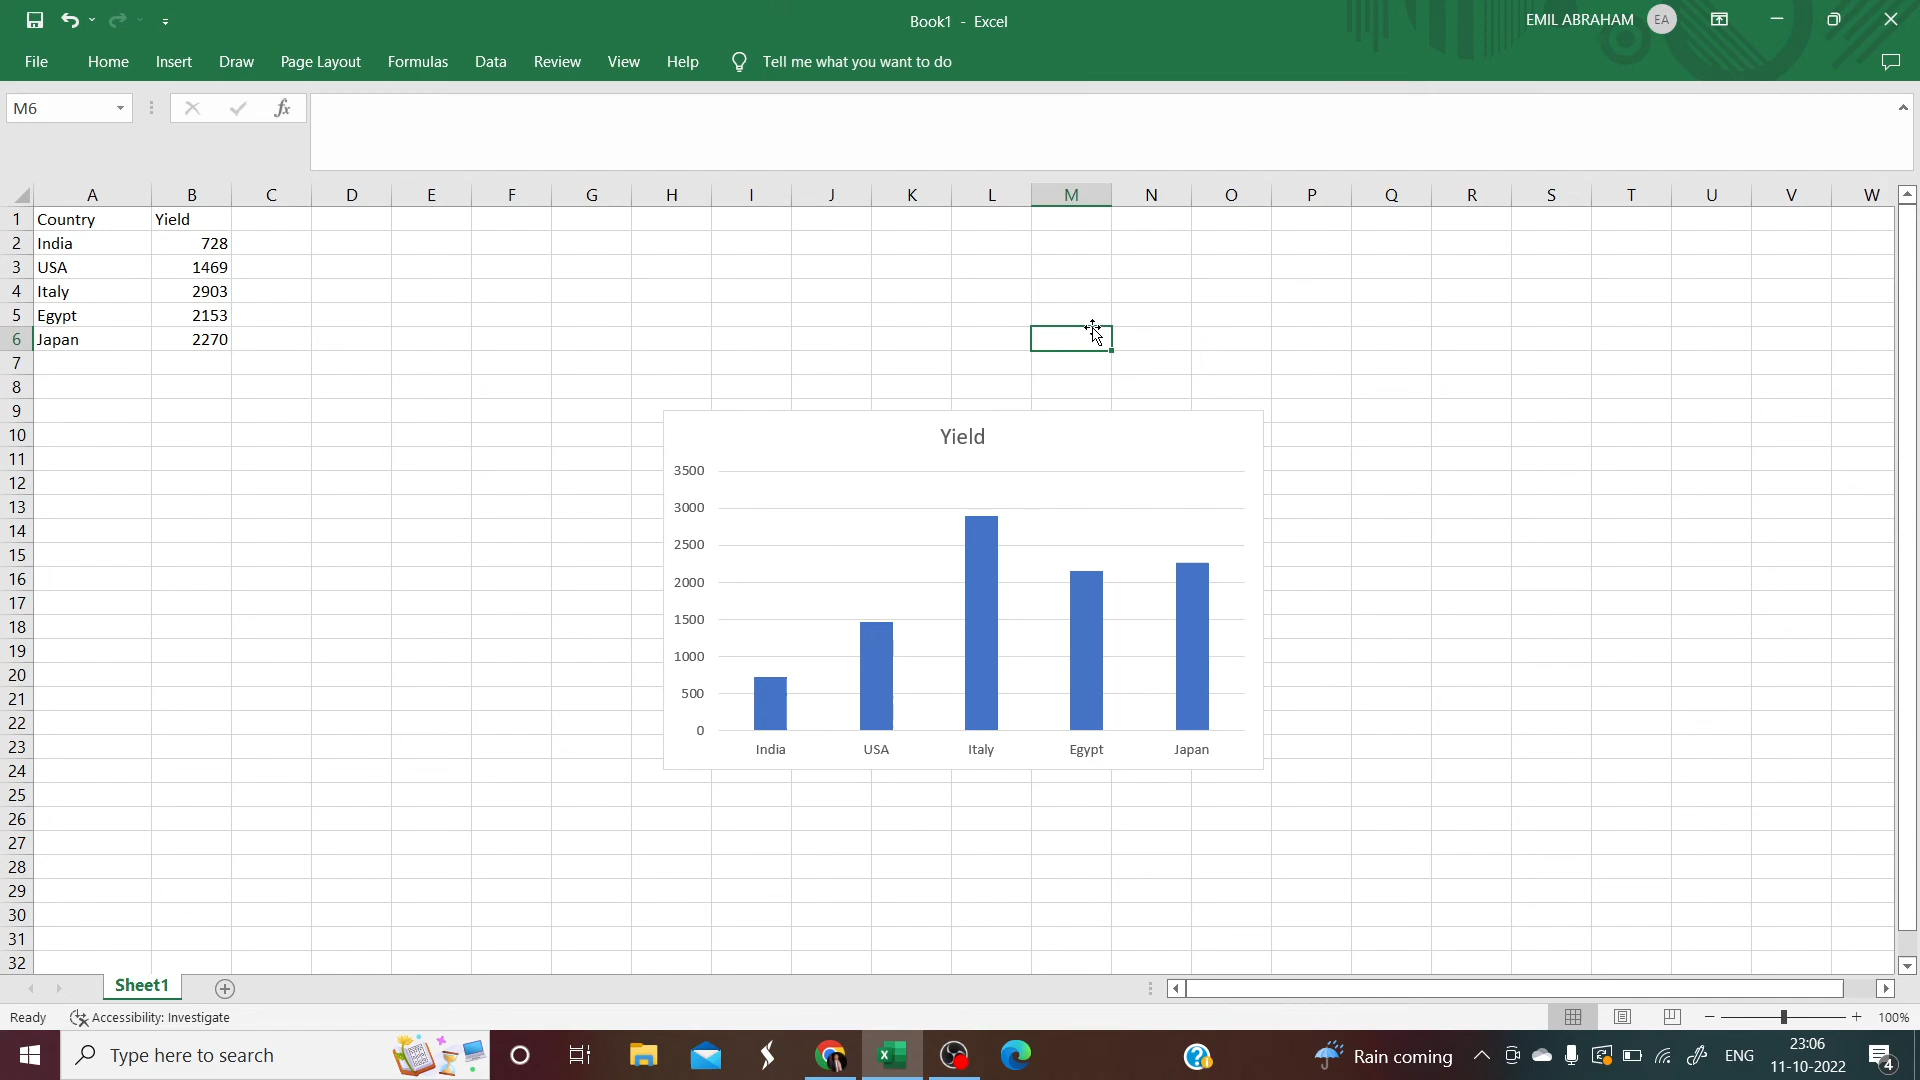 Book1 - Excel
EMIL ABRAHAM
EA
File Home Insert Draw Page Layout Formulas Data Review View Help Tell me what you want to do
M6
fx
A B C D E F G H I J K L M N O P Q R S T U V W
1 Country Yield
2 India 728
3 USA 1469
4 Italy 2903
5 Egypt 2153
6 Japan 2270
7
8
9
10
11
12
13
14
15
16
17
18
19
20
21
22
23
24
25
26
27
28
29
30
31
32
Yield
3500
3000
2500
2000
1500
1000
500
0
India USA Italy Egypt Japan
Sheet1
Ready Accessibility: Investigate
100%
Type here to search
Rain coming
ENG
23:06
11-10-2022
4